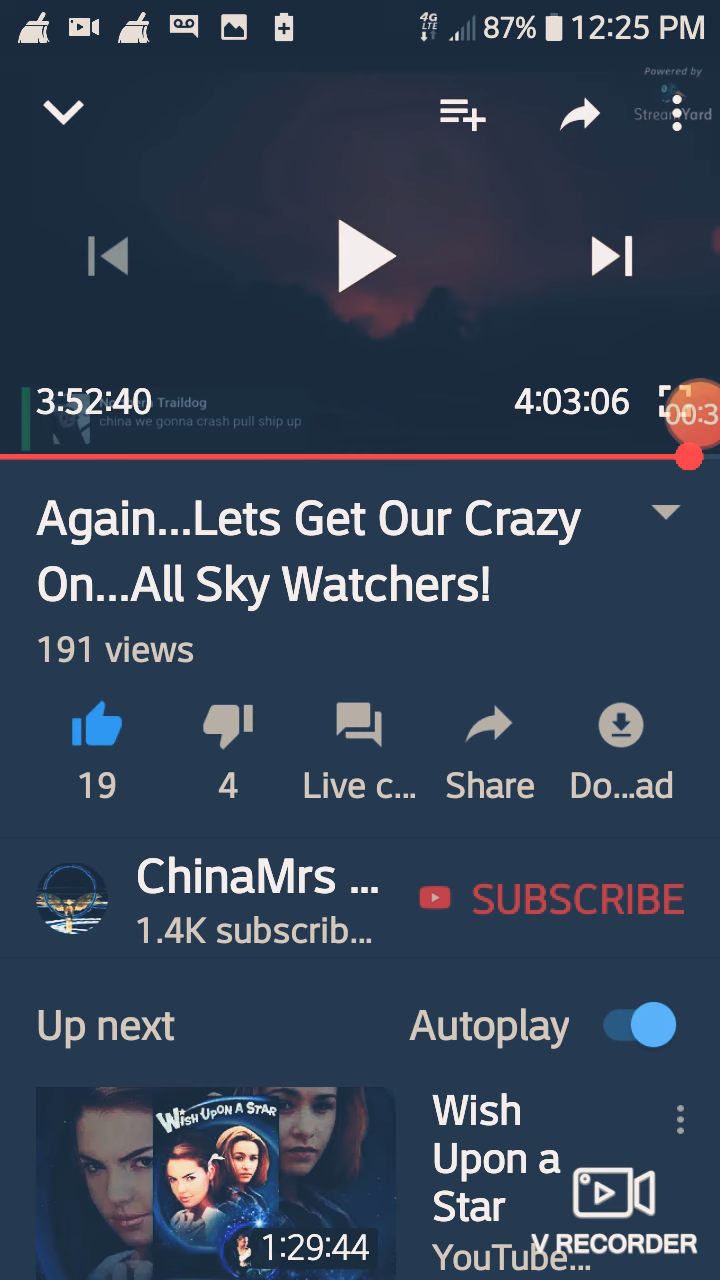 4G
LTE
87%
12:25 PM
Powered by
StreamYard
3:52:40
4:03:06
00:3
Traildog
china we gonna crash pull ship up
Again...Lets Get Our Crazy
On...All Sky Watchers!
191 views
19
4
Live c...
Share
Do...ad
ChinaMrs ...
SUBSCRIBE
1.4K subscrib...
Up next
Autoplay
WISH UPON A STAR
1:29:44
Wish
Upon a
Star
YouTube...
V RECORDER